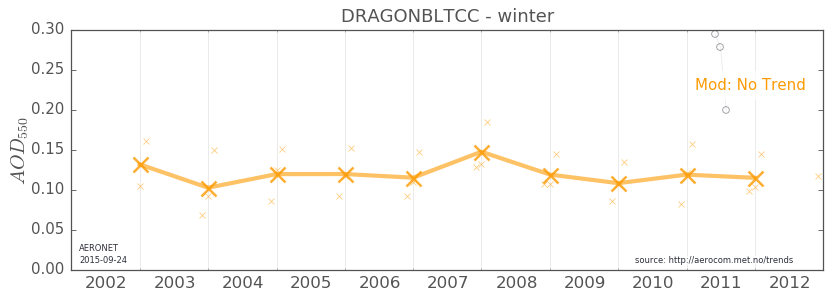 DRAGONBLTCC - winter
0.30
0.25
0.20
0.15
0.10
0.05
0.00
AOD550
Mod: No Trend
AERONET
2015-09-24
source: http://aerocom.met.no/trends
2002 2003 2004 2005 2006 2007 2008 2009 2010 2011 2012